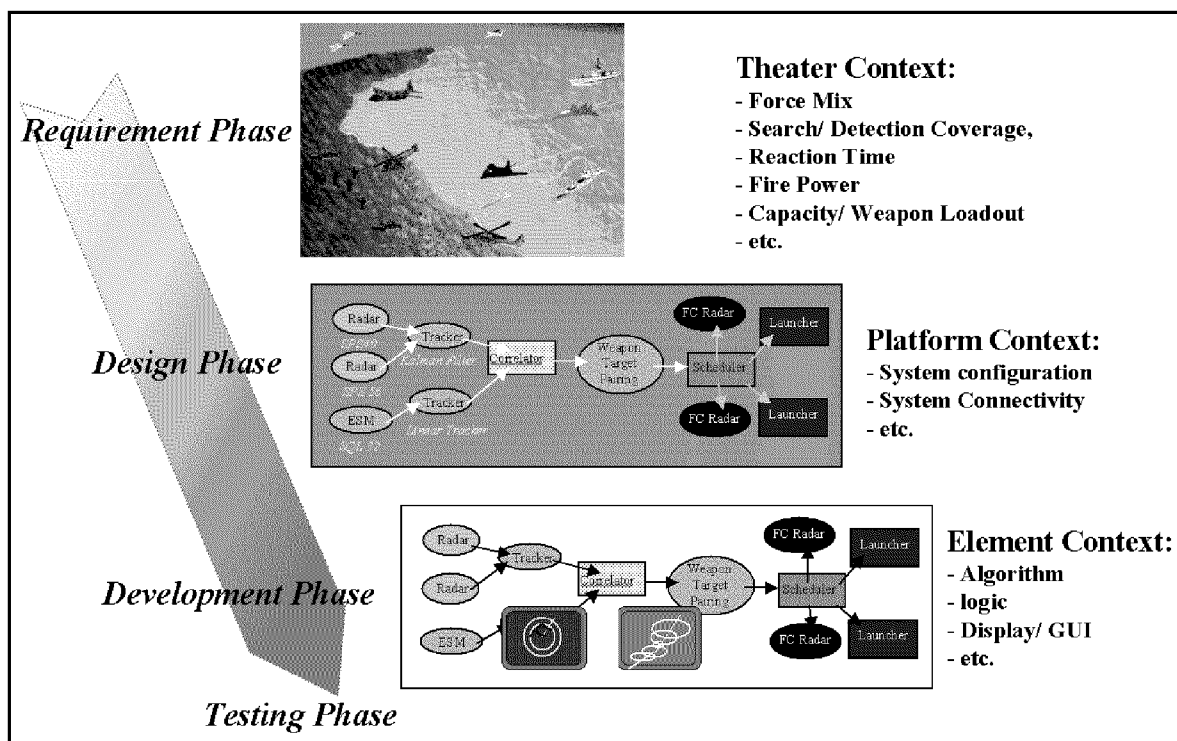 Requirement Phase
Theater Context:
- Force Mix
- Search/ Detection Coverage,
- Reaction Time
- Fire Power
- Capacity/ Weapon Loadout
- etc.
Design Phase
Radar
Radar
ESM
Tracker
Tracker
Linear Tracker
Correlator
Weapon
Target
Pairing
FC Radar
Scheduler
FC Radar
Launcher
Launcher
Platform Context:
- System configuration
- System Connectivity
- etc.
Development Phase
Radar
Radar
ESM
Tracker
Correlator
Weapon
Target
Pairing
FC Radar
Scheduler
FC Radar
Launcher
Launcher
Element Context:
- Algorithm
- logic
- Display/ GUI
- etc.
Testing Phase